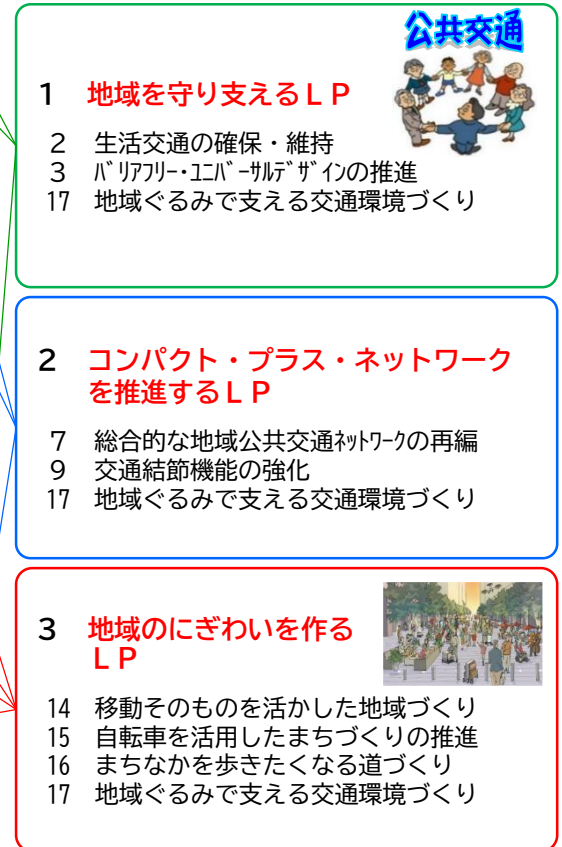 公共交通
1 地域を守り支えるＬＰ
2 生活交通の確保・維持
3 ﾊﾞﾘｱﾌﾘｰ・ﾕﾆﾊﾞｰｻﾙﾃﾞｻﾞｲﾝの推進
17 地域ぐるみで支える交通環境づくり
2 コンパクト・プラス・ネットワーク
を推進するＬＰ
7 総合的な地域公共交通ﾈｯﾄﾜｰｸの再編
9 交通結節機能の強化
17 地域ぐるみで支える交通環境づくり
3 地域のにぎわいを作る
ＬＰ
14 移動そのものを活かした地域づくり
15 自転車を活用したまちづくりの推進
16 まちなかを歩きたくなる道づくり
17 地域ぐるみで支える交通環境づくり